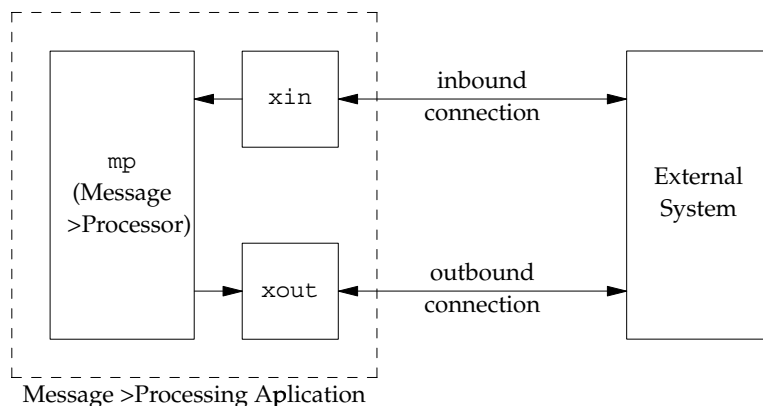 xin
inbound
connection
mp
(Message
>Processor)
External
System
xout
outbound
connection
Message >Processing Aplication